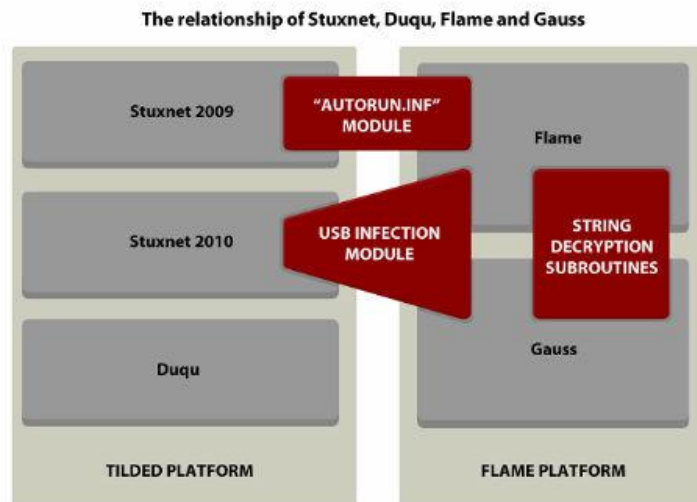 The relationship of Stuxnet, Duqu, Flame and Gauss
Stuxnet 2009
"AUTORUN.INF"
MODULE
Flame
Stuxnet 2010
USB INFECTION
MODULE
STRING
DECRYPTION
SUBROUTINES
Duqu
Gauss
TILDED PLATFORM
FLAME PLATFORM